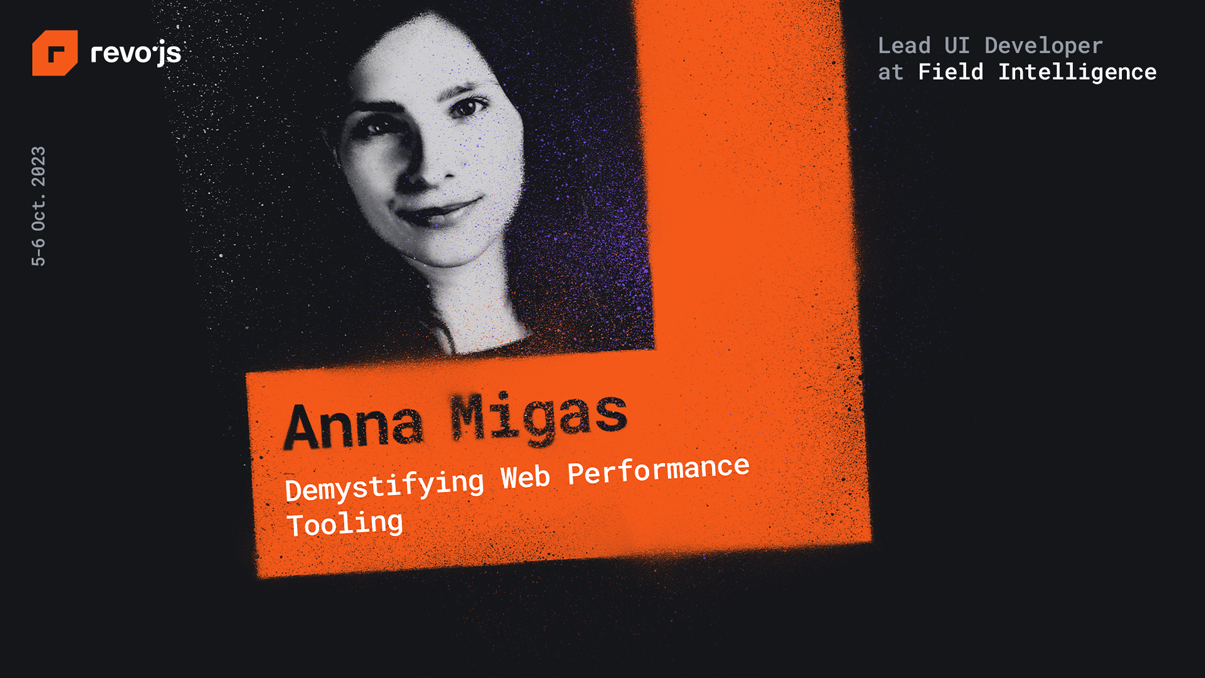 revo.js
Lead UI Developer
at Field Intelligence
5–6 Oct. 2023
Anna Migas
Demystifying Web Performance
Tooling